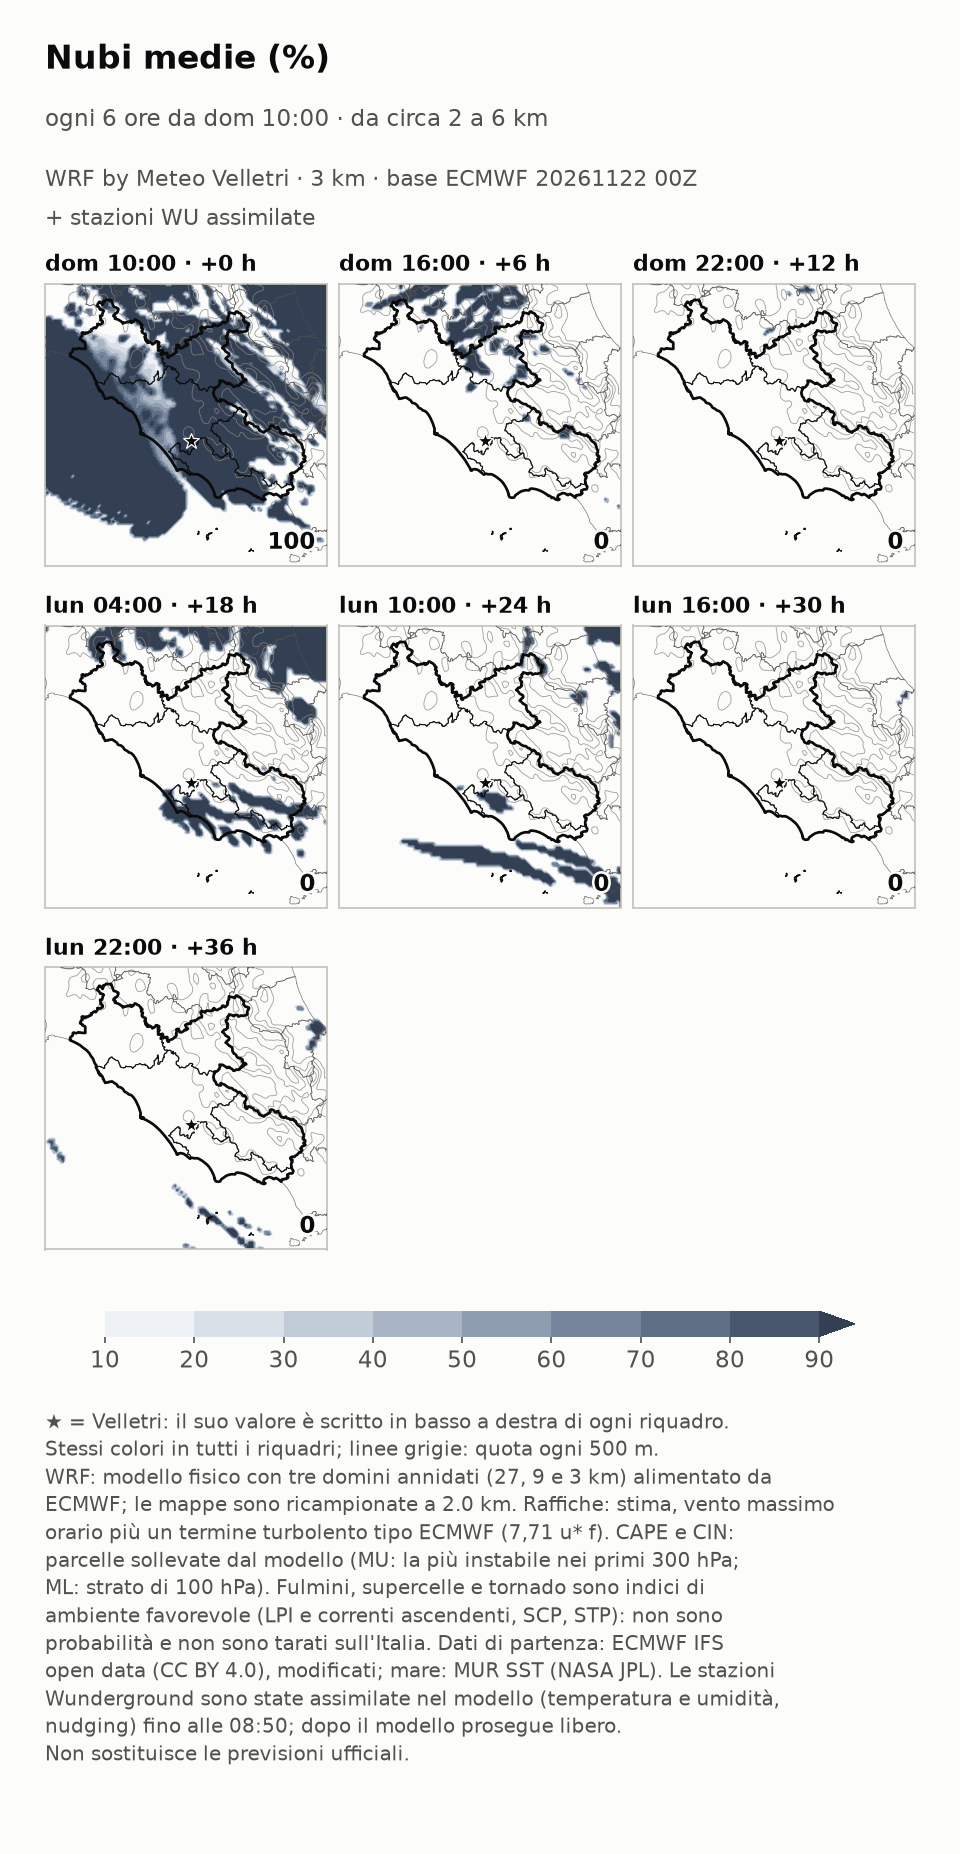 Nubi medie (%)
ogni 6 ore da dom 10:00 · da circa 2 a 6 km
WRF by Meteo Velletri · 3 km · base ECMWF 20261122 00Z
+ stazioni WU assimilate
dom 10:00 · +0 h
dom 16:00 · +6 h
dom 22:00 · +12 h
100
0
0
lun 04:00 · +18 h
lun 10:00 · +24 h
lun 16:00 · +30 h
0
0
0
lun 22:00 · +36 h
0
10 20 30 40 50 60 70 80 90
★ = Velletri: il suo valore è scritto in basso a destra di ogni riquadro.
Stessi colori in tutti i riquadri; linee grigie: quota ogni 500 m.
WRF: modello fisico con tre domini annidati (27, 9 e 3 km) alimentato da
ECMWF; le mappe sono ricampionate a 2.0 km. Raffiche: stima, vento massimo
orario più un termine turbolento tipo ECMWF (7,71 u* f). CAPE e CIN:
parcelle sollevate dal modello (MU: la più instabile nei primi 300 hPa;
ML: strato di 100 hPa). Fulmini, supercelle e tornado sono indici di
ambiente favorevole (LPI e correnti ascendenti, SCP, STP): non sono
probabilità e non sono tarati sull'Italia. Dati di partenza: ECMWF IFS
open data (CC BY 4.0), modificati; mare: MUR SST (NASA JPL). Le stazioni
Wunderground sono state assimilate nel modello (temperatura e umidità,
nudging) fino alle 08:50; dopo il modello prosegue libero.
Non sostituisce le previsioni ufficiali.